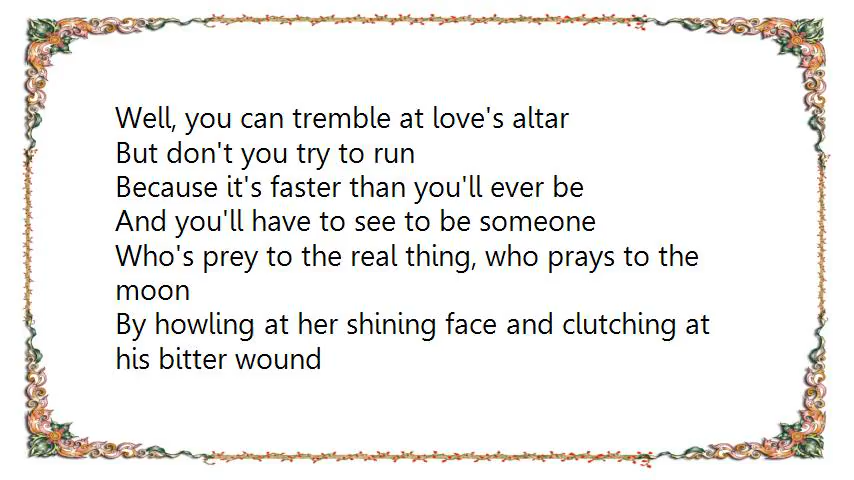 Well, you can tremble at love's altar
But don't you try to run
Because it's faster than you'll ever be
And you'll have to see to be someone
Who's prey to the real thing, who prays to the
moon
By howling at her shining face and clutching at
his bitter wound